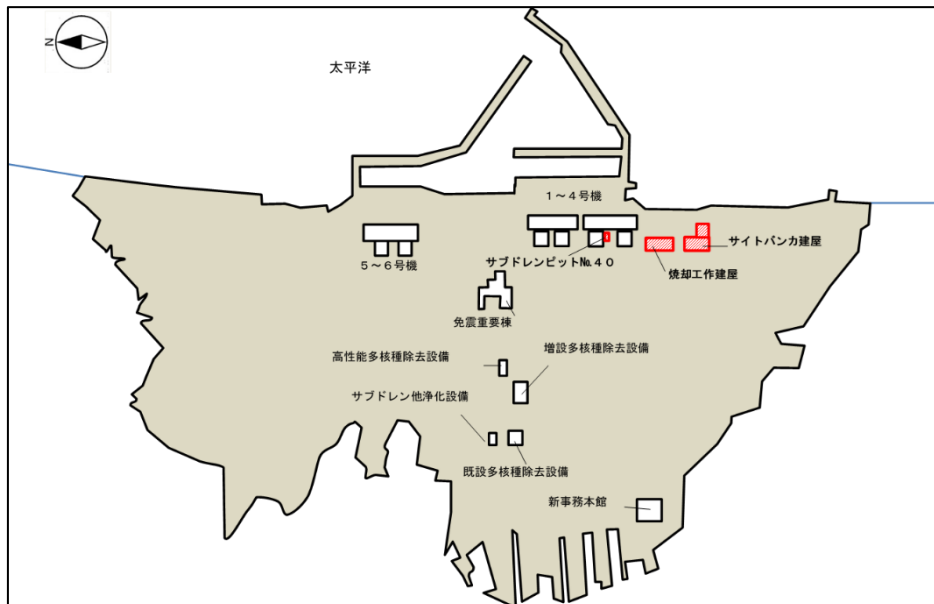 N
太平洋
1～4号機
サイトバンカ建屋
サブドレンピット№40
5～6号機
焼却工作建屋
免震重要棟
高性能多核種除去設備
増設多核種除去設備
サブドレン他浄化設備
既設多核種除去設備
新事務本館